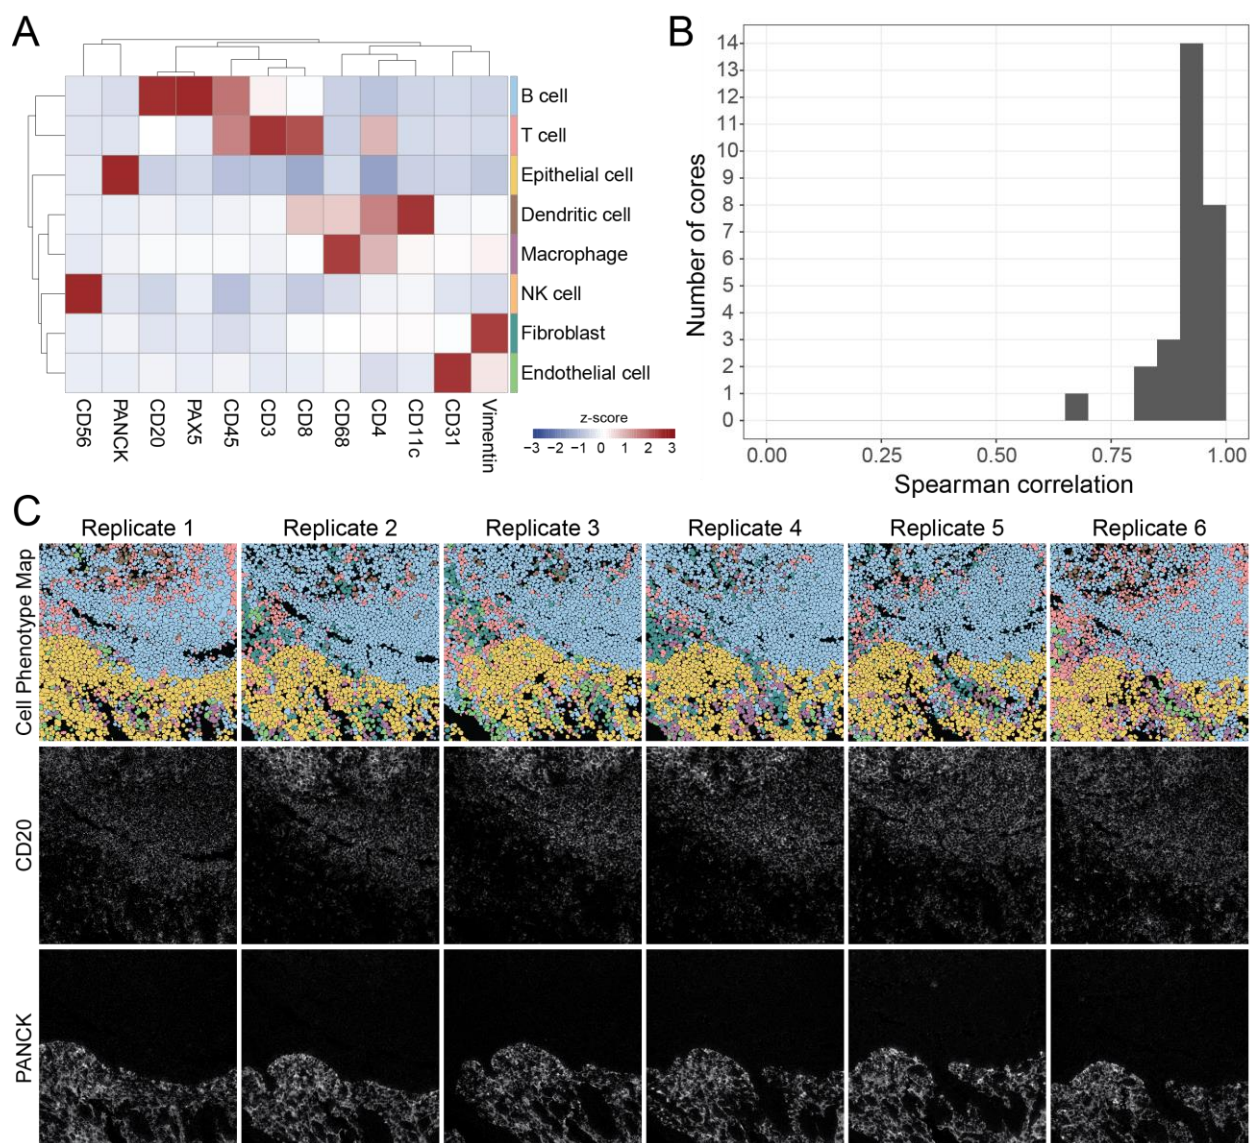 A
B cell
T cell
Epithelial cell
Dendritic cell
Macrophage
NK cell
Fibroblast
Endothelial cell
CD56
PANCK
CD20
PAX5
CD45
CD3
CD8
CD68
CD4
CD11c
CD31
Vimentin
z-score
−3 −2 −1 0 1 2 3
B
Number of cores
14
13
12
11
10
9
8
7
6
5
4
3
2
1
0
0.00 0.25 0.50 0.75 1.00
Spearman correlation
C
Replicate 1 Replicate 2 Replicate 3 Replicate 4 Replicate 5 Replicate 6
Cell Phenotype Map
CD20
PANCK